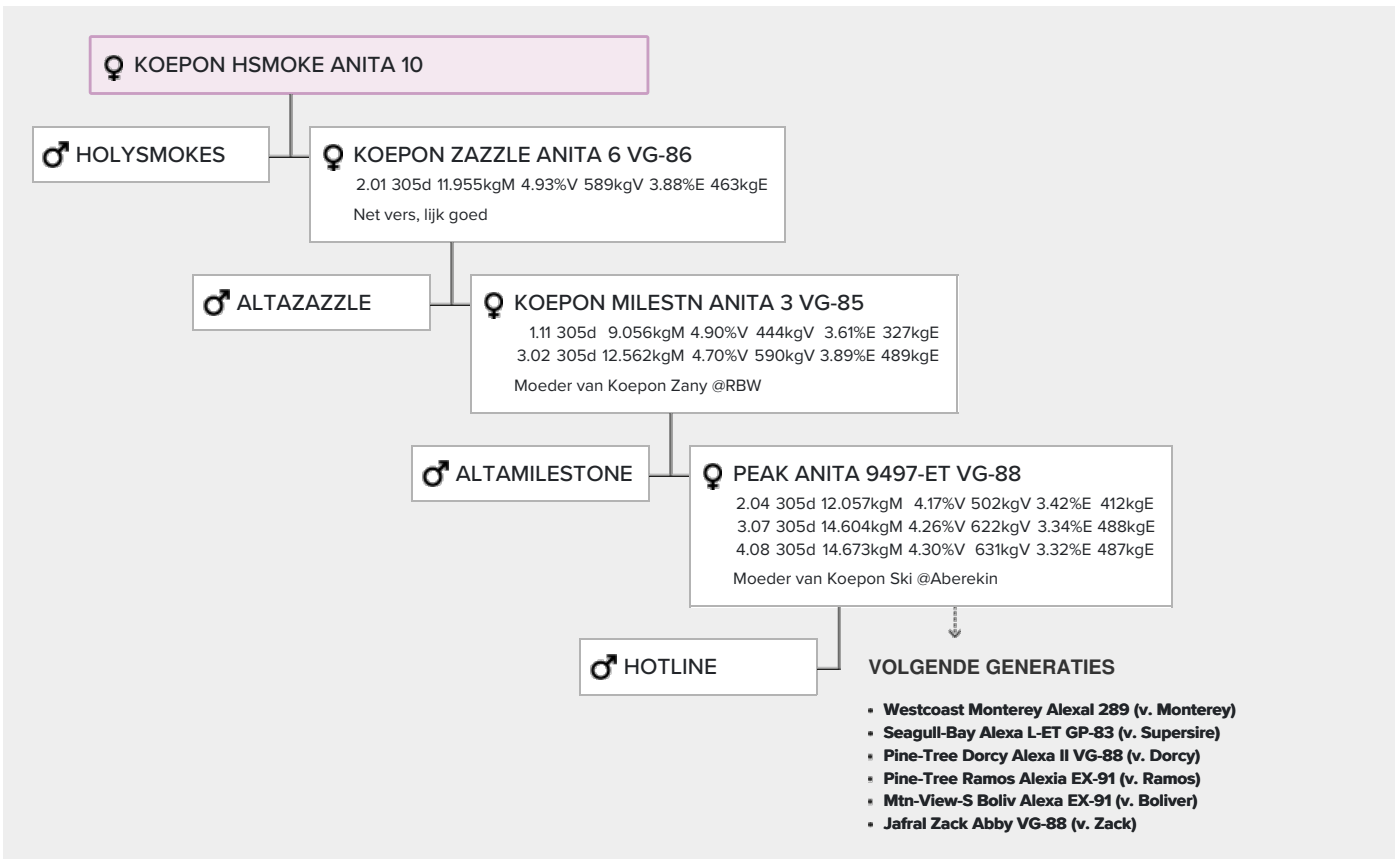 KOEPON HSMOKE ANITA 10
HOLYSMOKES
KOEPON ZAZZLE ANITA 6 VG-86
2.01 305d 11.955kgM 4.93%V 589kgV 3.88%E 463kgE
Net vers, lijk goed
ALTAZAZZLE
KOEPON MILESTN ANITA 3 VG-85
1.11 305d 9.056kgM 4.90%V 444kgV 3.61%E 327kgE
3.02 305d 12.562kgM 4.70%V 590kgV 3.89%E 489kgE
Moeder van Koepon Zany @RBW
ALTAMILESTONE
PEAK ANITA 9497-ET VG-88
2.04 305d 12.057kgM 4.17%V 502kgV 3.42%E 412kgE
3.07 305d 14.604kgM 4.26%V 622kgV 3.34%E 488kgE
4.08 305d 14.673kgM 4.30%V 631kgV 3.32%E 487kgE
Moeder van Koepon Ski @Aberekin
HOTLINE
VOLGENDE GENERATIES
Westcoast Monterey Alexal 289 (v. Monterey)
Seagull-Bay Alexa L-ET GP-83 (v. Supersire)
Pine-Tree Dorcy Alexa II VG-88 (v. Dorcy)
Pine-Tree Ramos Alexia EX-91 (v. Ramos)
Mtn-View-S Boliv Alexa EX-91 (v. Boliver)
Jafral Zack Abby VG-88 (v. Zack)